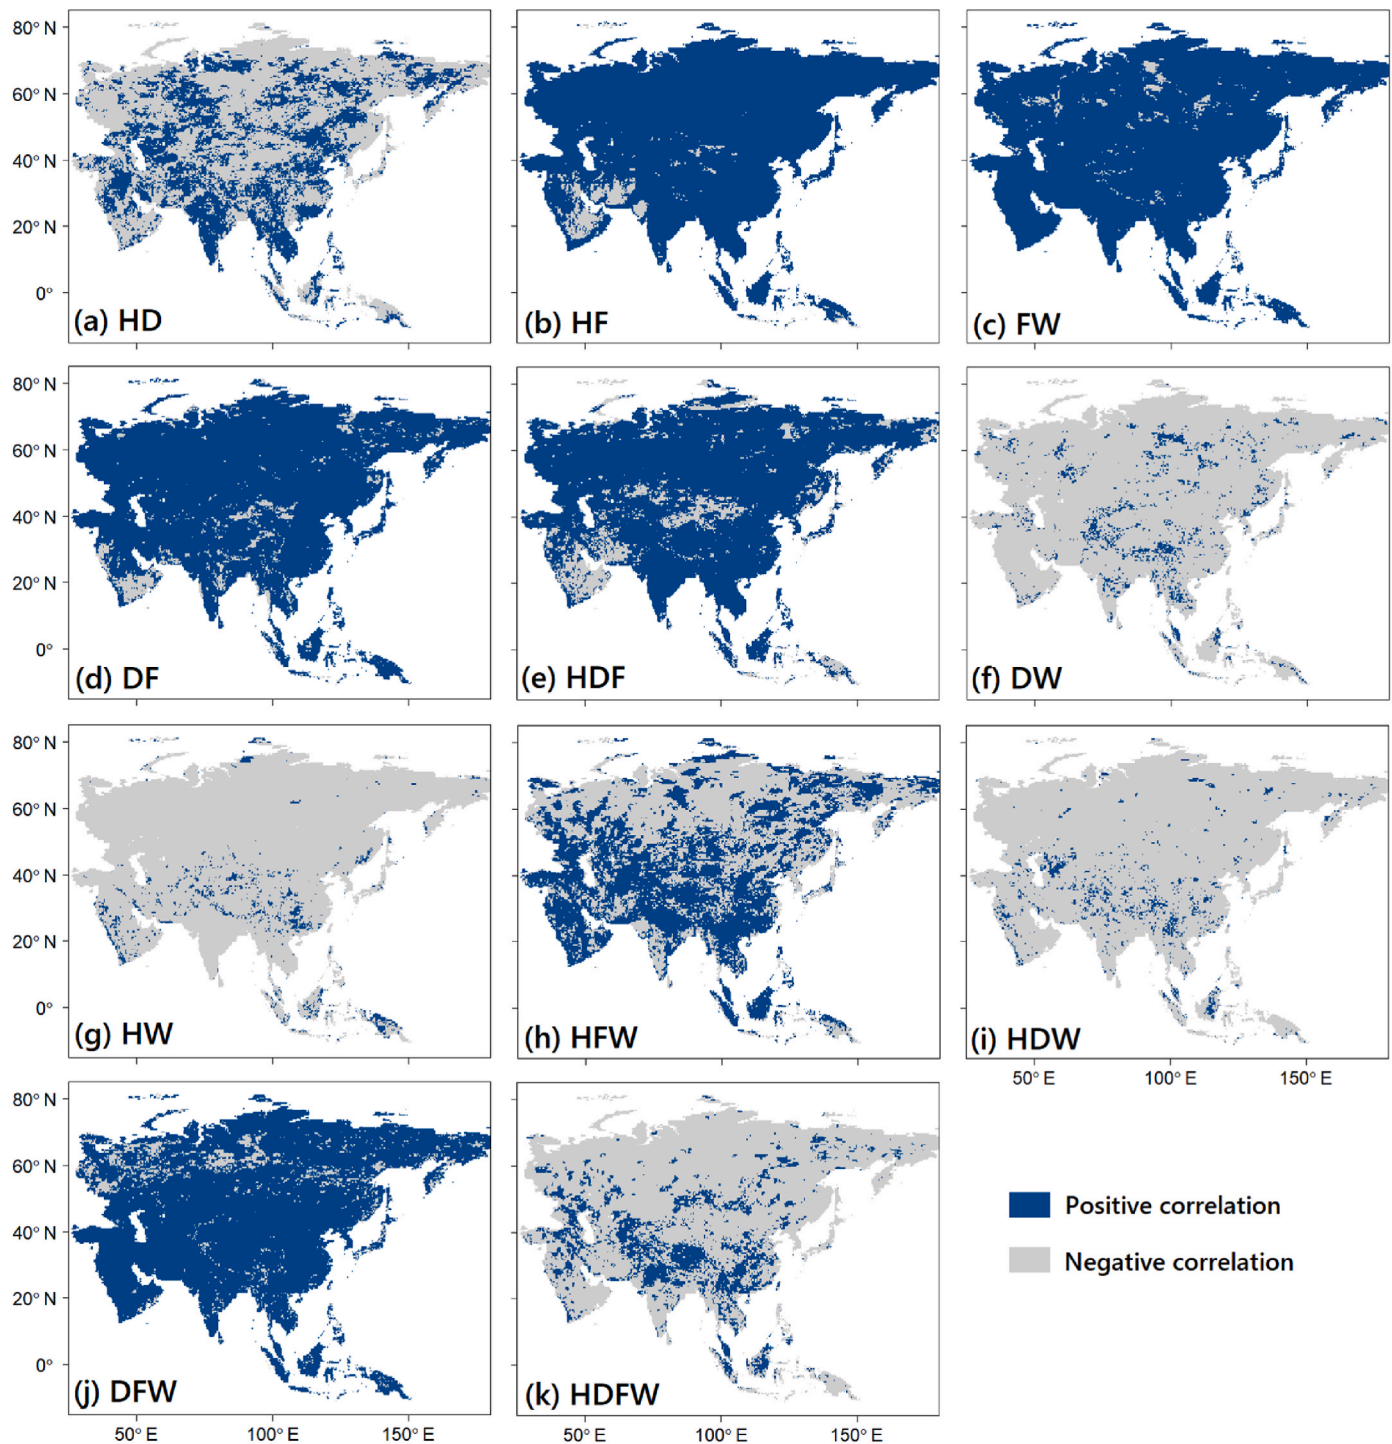 80° N
60° N
40° N
20° N
0°
(a) HD
(b) HF
(c) FW
80° N
60° N
40° N
20° N
0°
(d) DF
(e) HDF
(f) DW
80° N
60° N
40° N
20° N
0°
(g) HW
(h) HFW
(i) HDW
50° E
100° E
150° E
80° N
60° N
40° N
20° N
0°
(j) DFW
(k) HDFW
Positive correlation
Negative correlation
50° E
100° E
150° E
50° E
100° E
150° E